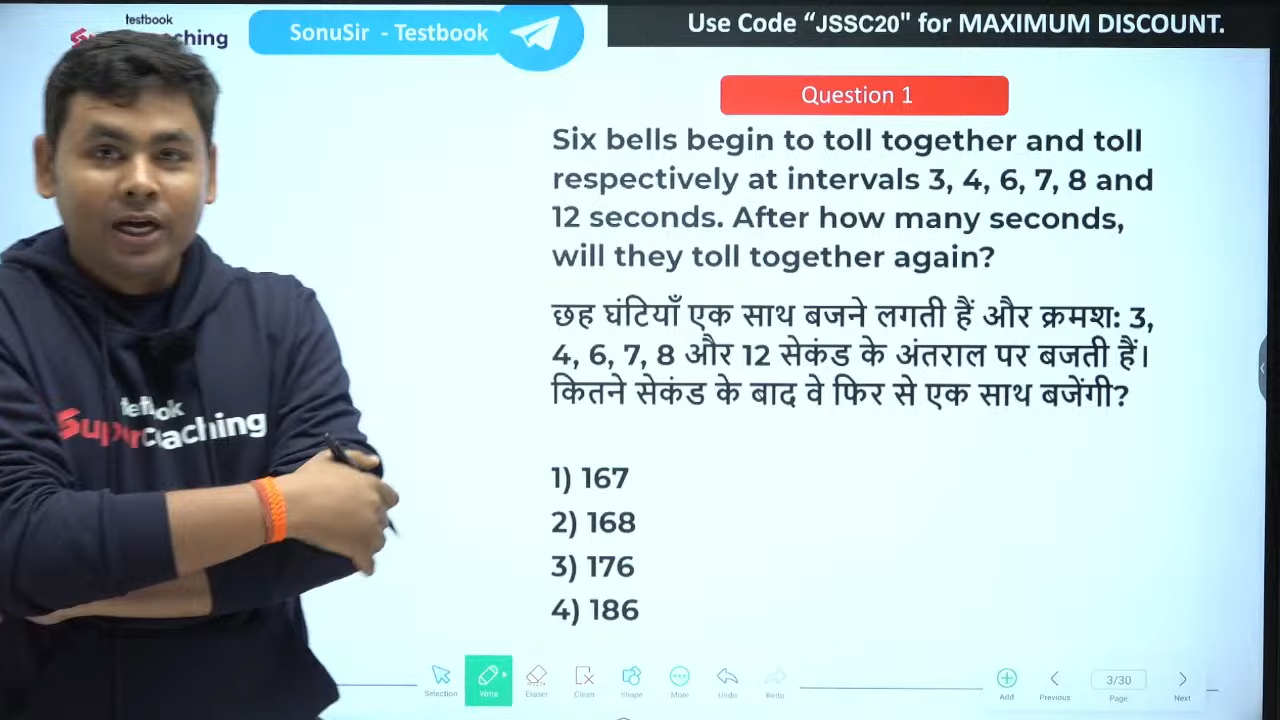 testbook
SonuSir - Testbook
Use Code “JSSC20" for MAXIMUM DISCOUNT.
Question 1
Six bells begin to toll together and toll
respectively at intervals 3, 4, 6, 7, 8 and
12 seconds. After how many seconds,
will they toll together again?
छह घंटियाँ एक साथ बजने लगती हैं और क्रमश: 3,
4, 6, 7, 8 और 12 सेकंड के अंतराल पर बजती हैं।
कितने सेकंड के बाद वे फिर से एक साथ बजेंगी?
1) 167
2) 168
3) 176
4) 186
Selection
Write
Eraser
Clean
Shape
More
Undo
Redo
Add
Previous
3/30
Page
Next